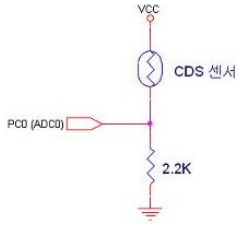 VCC
CDS 센서
PC0 (ADC0)
2.2K